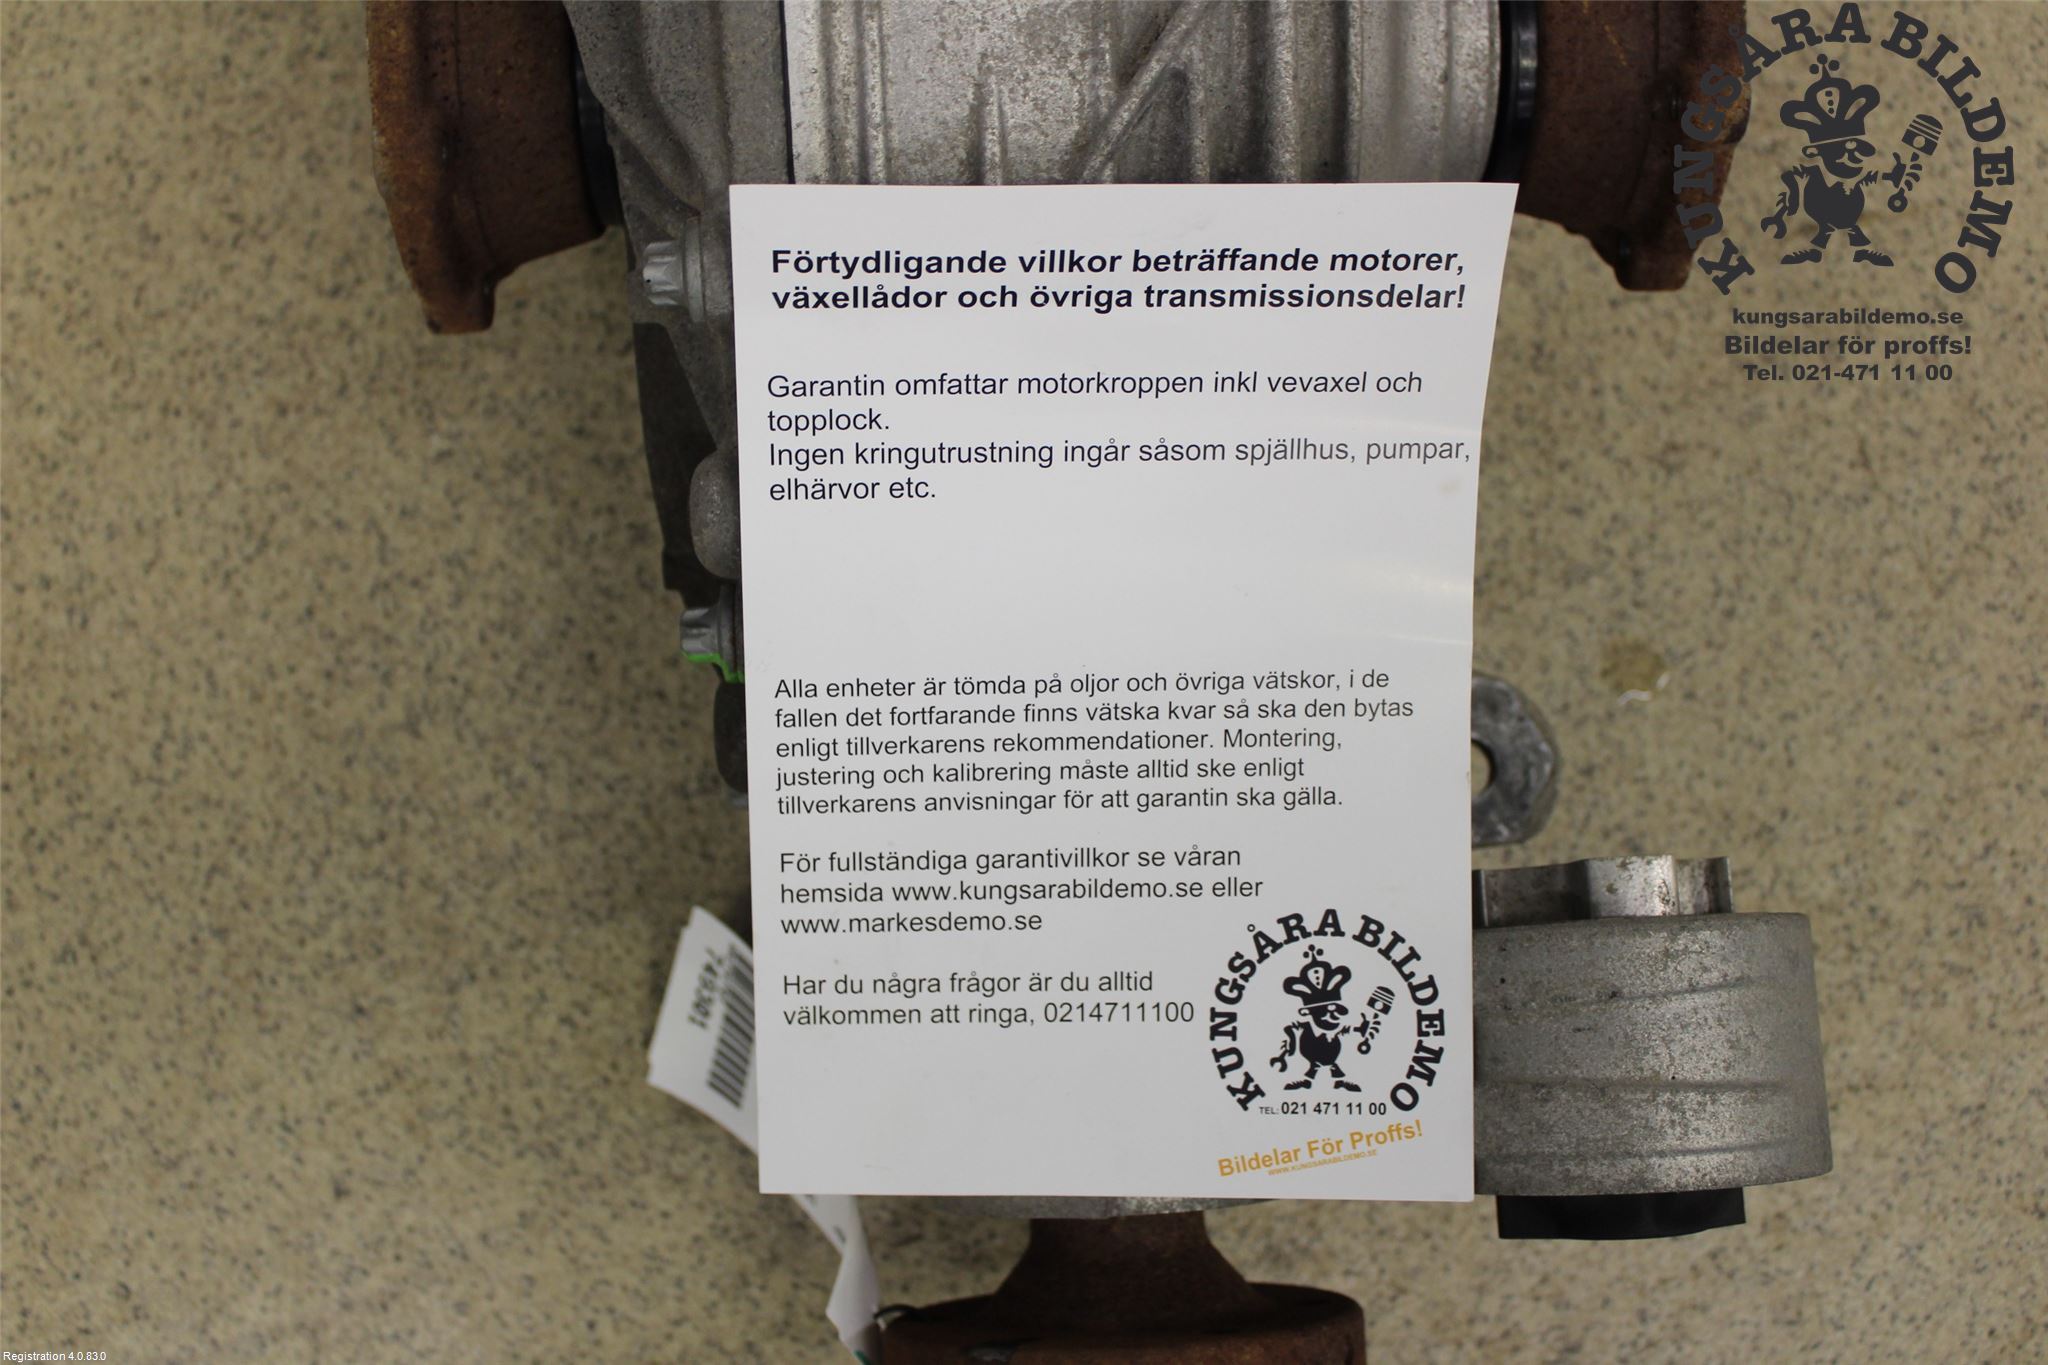 KUNGSÅRA BILDEMO
kungsarabildemo.se
Bildelar för proffs!
Tel. 021-471 11 00
Förtydligande villkor beträffande motorer,
växellådor och övriga transmissionsdelar!
Garantin omfattar motorkroppen inkl vevaxel och
topplock.
Ingen kringutrustning ingår såsom spjällhus, pumpar,
elhärvor etc.
Alla enheter är tömda på oljor och övriga vätskor, i de
fallen det fortfarande finns vätska kvar så ska den bytas
enligt tillverkarens rekommendationer. Montering,
justering och kalibrering måste alltid ske enligt
tillverkarens anvisningar för att garantin ska gälla.
För fullständiga garantivillkor se våran
hemsida www.kungsarabildemo.se eller
www.markesdemo.se
Har du några frågor är du alltid
välkommen att ringa, 0214711100
KUNGSÅRA BILDEMO
TEL: 021 471 11 00
Bildelar För Proffs!
WWW.KUNGSARABILDEMO.SE
749301
Registration 4.0.83.0